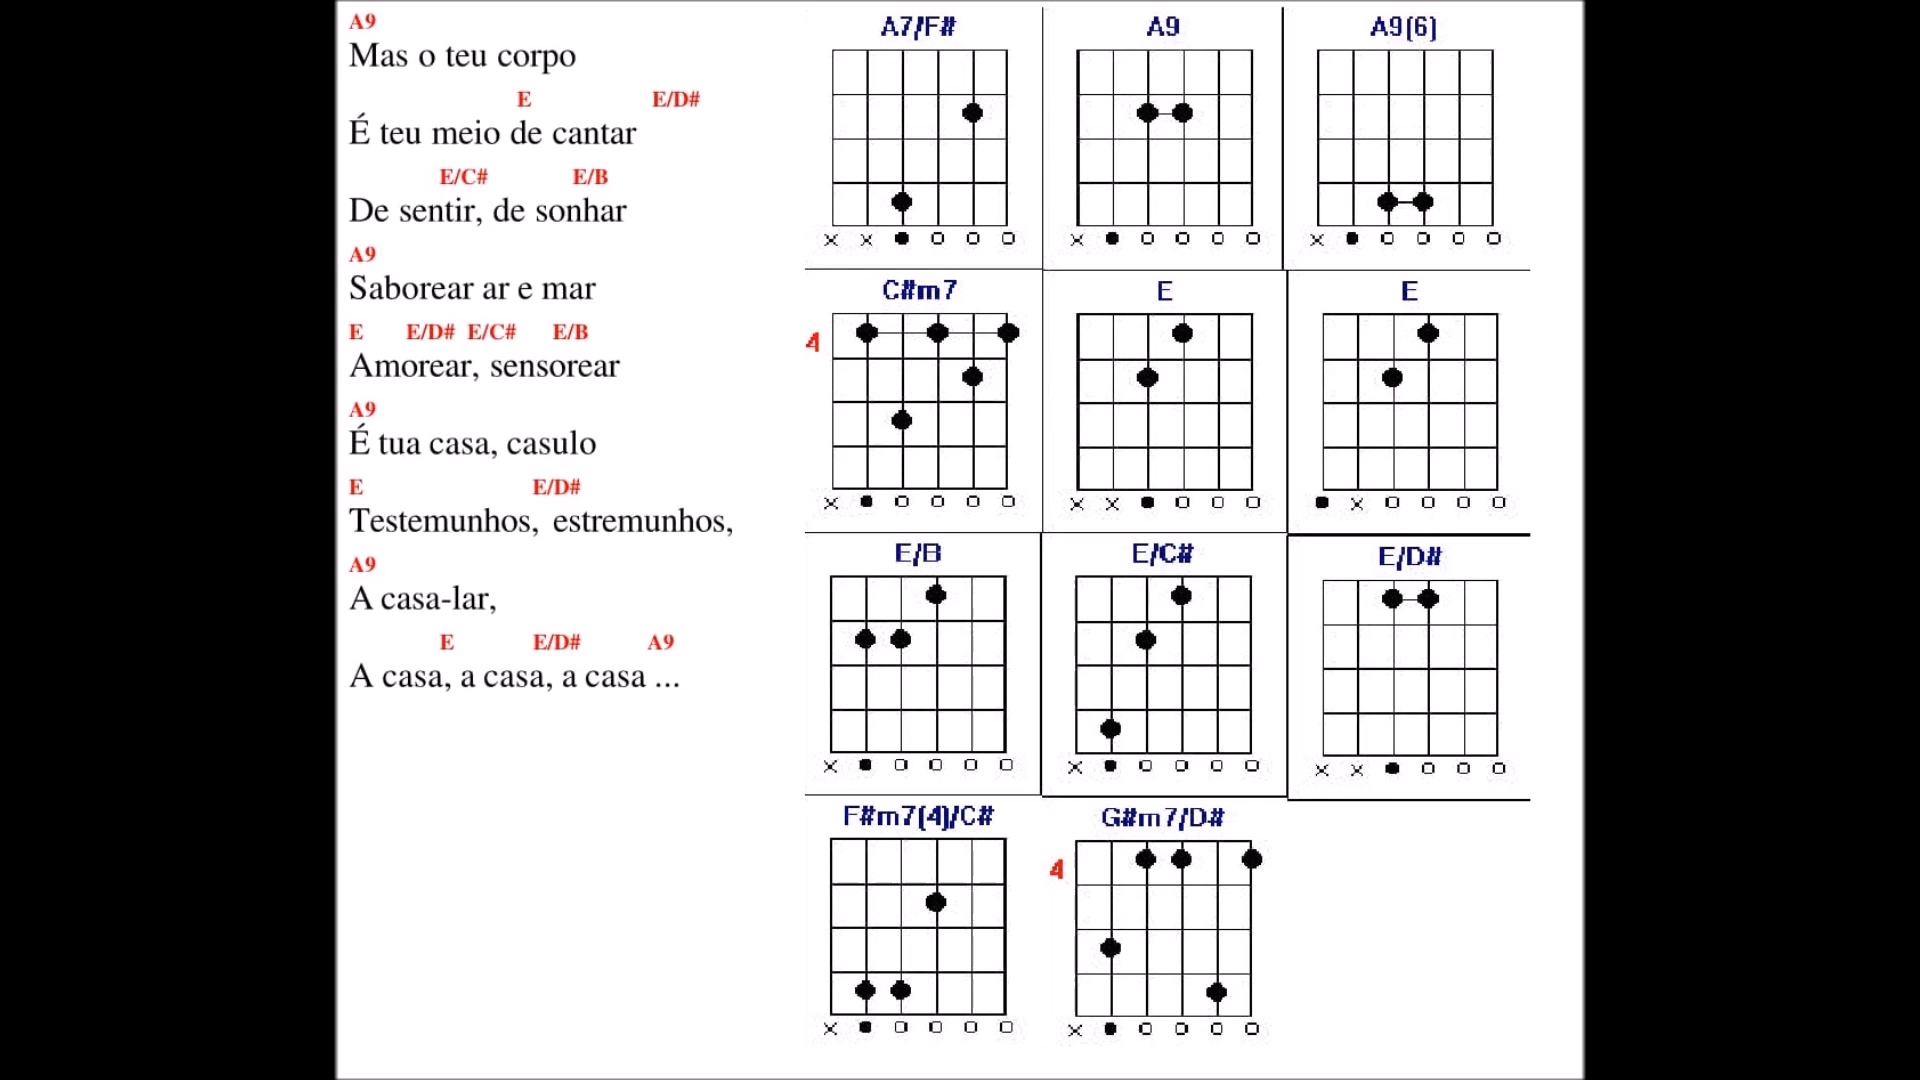 A9
Mas o teu corpo
E E/D#
É teu meio de cantar
E/C# E/B
De sentir, de sonhar
A9
Saborear ar e mar
E E/D# E/C# E/B
Amorear, sensorear
A9
É tua casa, casulo
E E/D#
Testemunhos, estremunhos,
A9
A casa-lar,
E E/D# A9
A casa, a casa, a casa ...
A7/F# A9 A9(6)
C#m7 E E
4
E/B E/C# E/D#
F#m7(4)/C# G#m7/D#
4